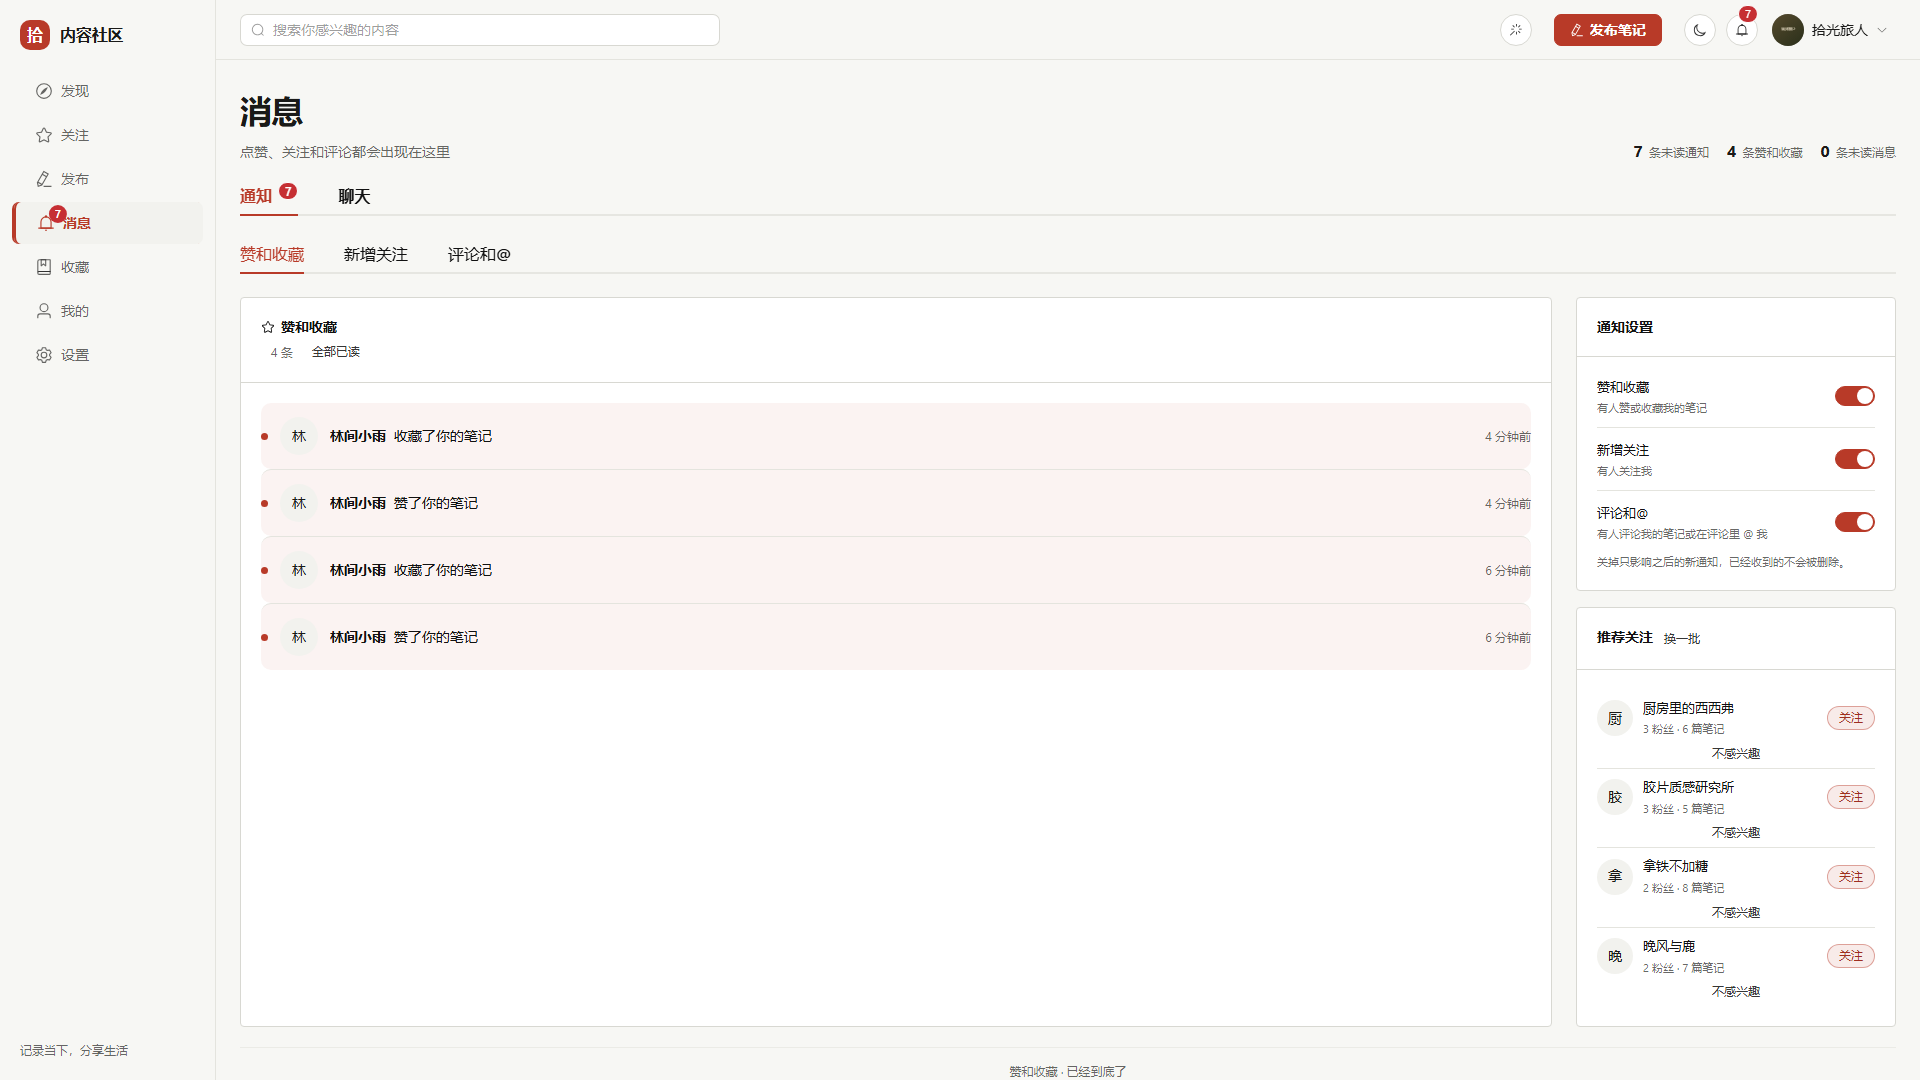 拾 内容社区
搜索你感兴趣的内容
发布笔记
7
拾光旅人
发现
关注
发布
7
消息
收藏
我的
设置
记录当下，分享生活
消息
点赞、关注和评论都会出现在这里
7 条未读通知 4 条赞和收藏 0 条未读消息
通知 7 聊天
赞和收藏 新增关注 评论和@
赞和收藏
4 条 全部已读
林 林间小雨 收藏了你的笔记 4 分钟前
林 林间小雨 赞了你的笔记 4 分钟前
林 林间小雨 收藏了你的笔记 6 分钟前
林 林间小雨 赞了你的笔记 6 分钟前
通知设置
赞和收藏
有人赞或收藏我的笔记
新增关注
有人关注我
评论和@
有人评论我的笔记或在评论里 @ 我
关掉只影响之后的新通知，已经收到的不会被删除。
推荐关注 换一批
厨 厨房里的西西弗 关注
3 粉丝 · 6 篇笔记
不感兴趣
胶 胶片质感研究所 关注
3 粉丝 · 5 篇笔记
不感兴趣
拿 拿铁不加糖 关注
2 粉丝 · 8 篇笔记
不感兴趣
晚 晚风与鹿 关注
2 粉丝 · 7 篇笔记
不感兴趣
赞和收藏 · 已经到底了